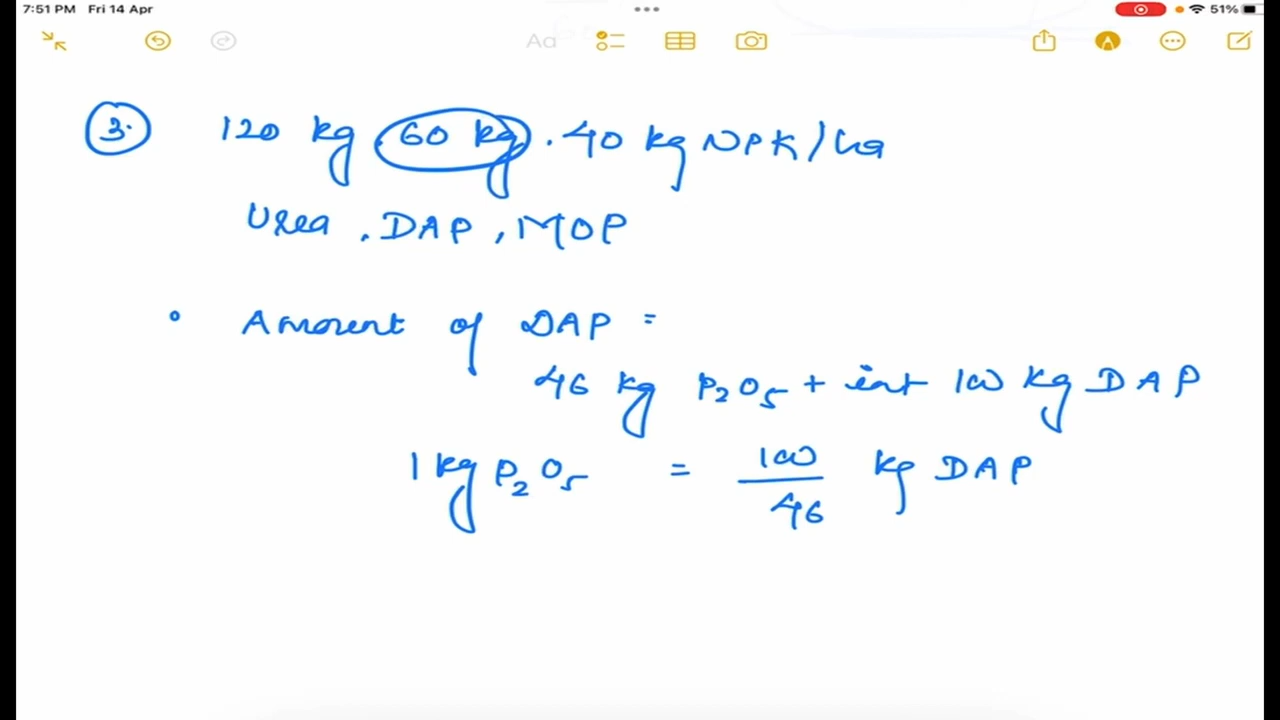 7:51 PM Fri 14 Apr
51%
Aa
3. 120 kg, 60 kg, 40 kg NPK/ha
Urea, DAP, MOP
Amount of DAP =
46 kg P₂O₅ + int 100 kg DAP
1 kg P₂O₅ = 100/46 kg DAP